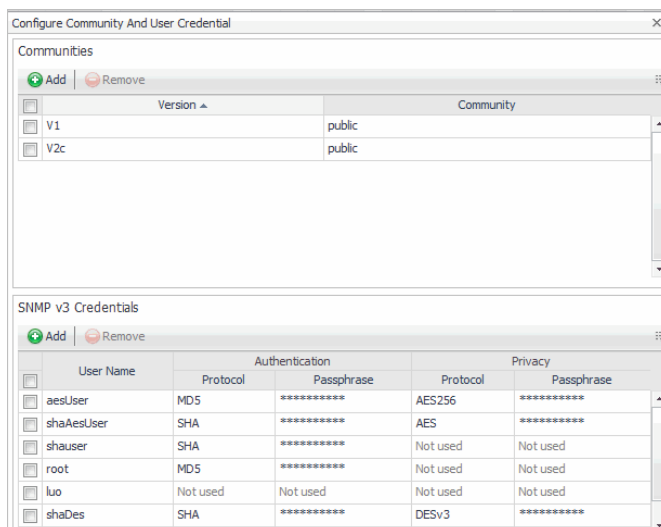 Configure Community And User Credential
Communities
Add Remove
Version Community
V1 public
V2c public
SNMP v3 Credentials
Add Remove
User Name Authentication Privacy
Protocol Passphrase Protocol Passphrase
aesUser MD5 ********** AES256 **********
shaAesUser SHA ********** AES **********
shauser SHA ********** Not used Not used
root MD5 ********** Not used Not used
luo Not used Not used Not used Not used
shaDes SHA ********** DESv3 **********